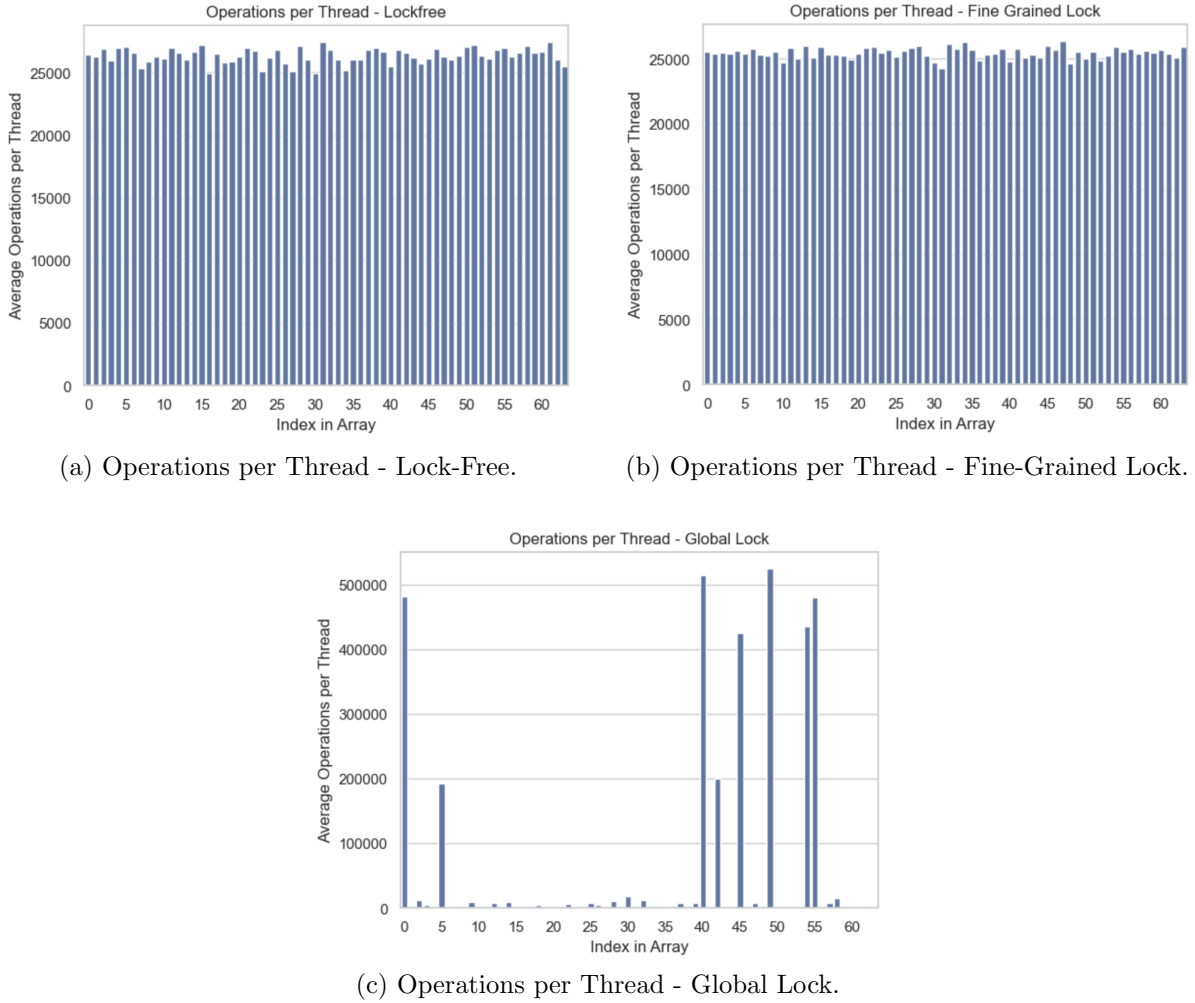 Operations per Thread - Lockfree
Average Operations per Thread
25000
20000
15000
10000
5000
0
0 5 10 15 20 25 30 35 40 45 50 55 60
Index in Array
(a) Operations per Thread - Lock-Free.
Operations per Thread - Fine Grained Lock
Average Operations per Thread
25000
20000
15000
10000
5000
0
0 5 10 15 20 25 30 35 40 45 50 55 60
Index in Array
(b) Operations per Thread - Fine-Grained Lock.
Operations per Thread - Global Lock
Average Operations per Thread
500000
400000
300000
200000
100000
0
0 5 10 15 20 25 30 35 40 45 50 55 60
Index in Array
(c) Operations per Thread - Global Lock.